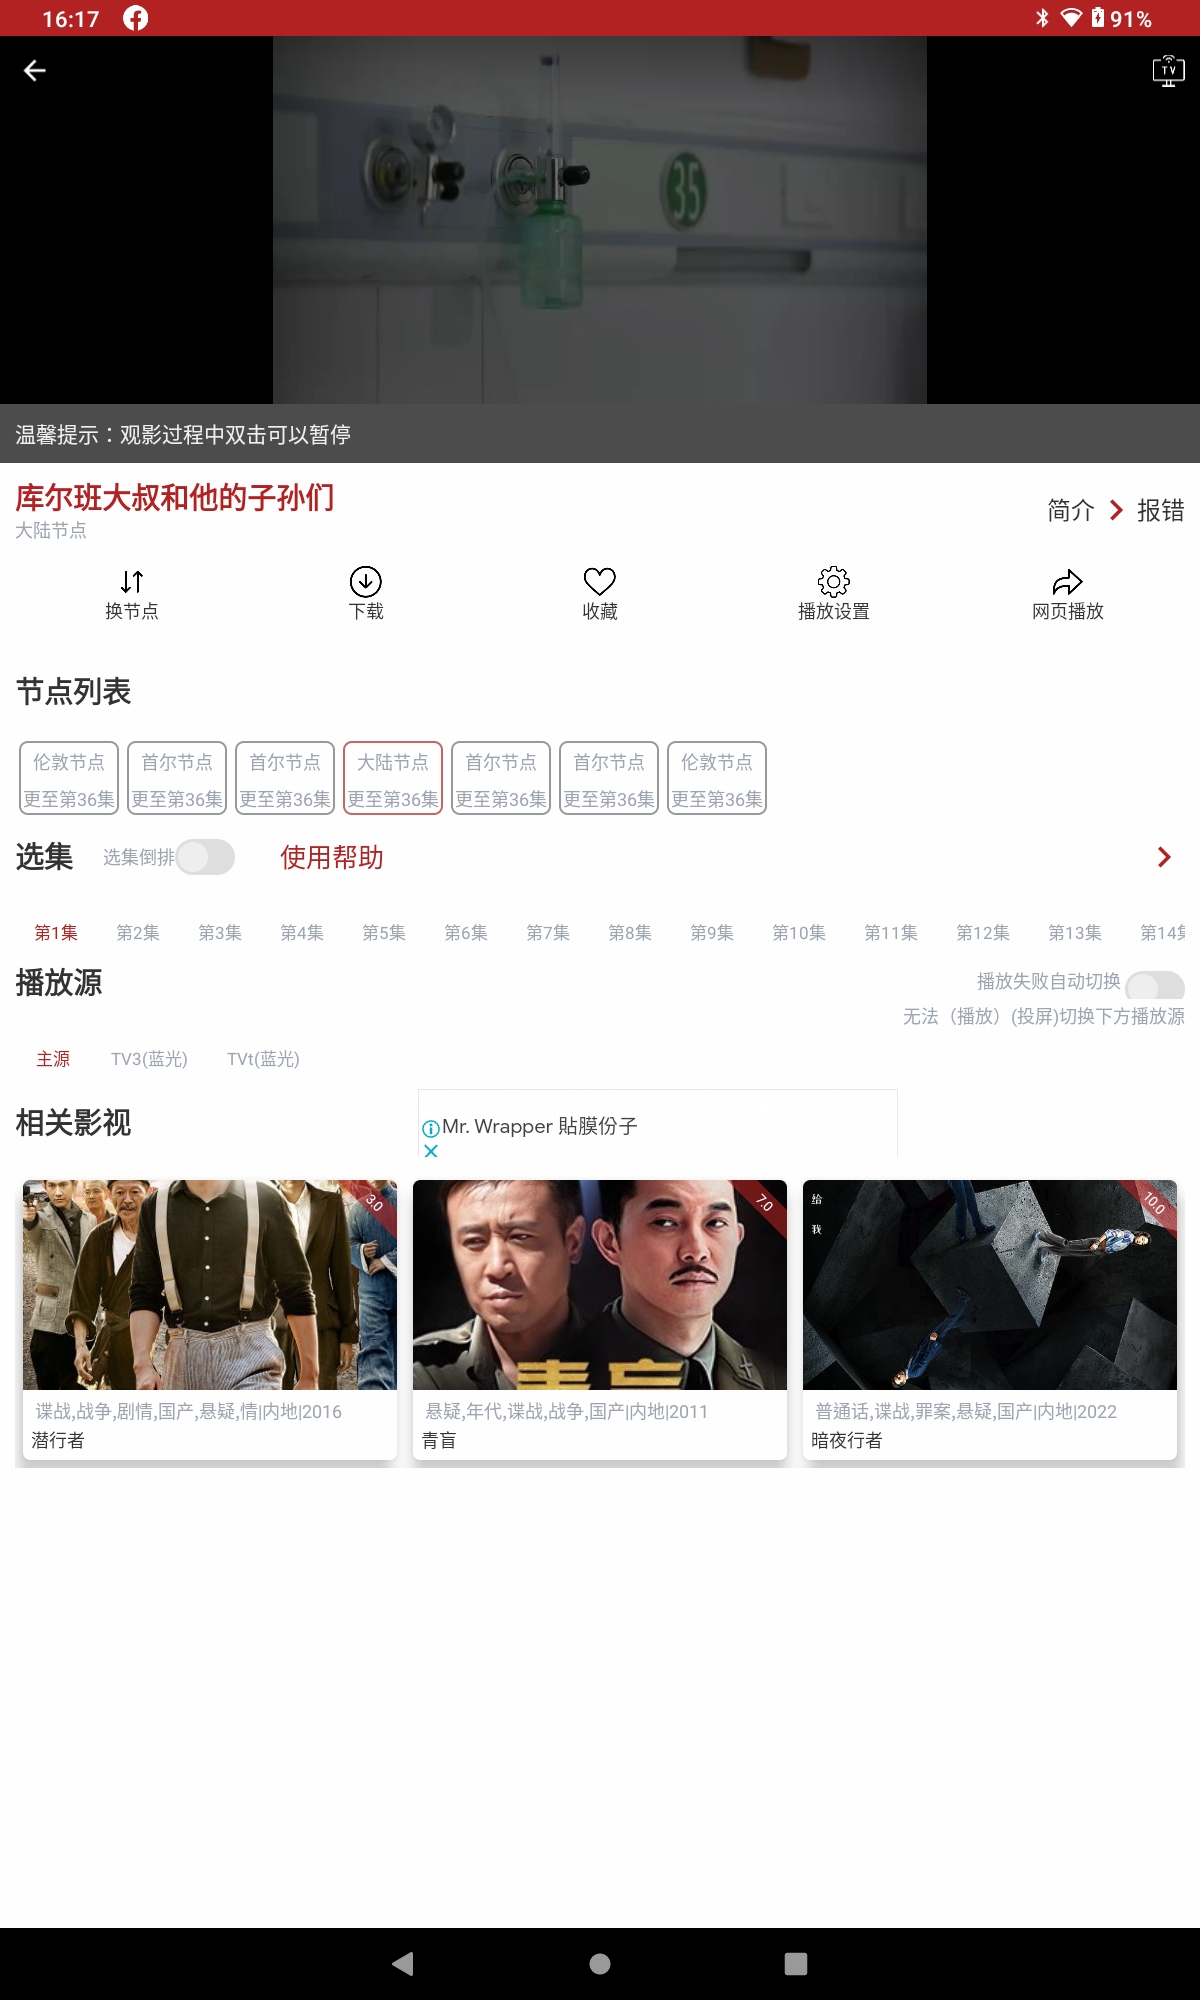 16:17
91%
TV
35
温馨提示：观影过程中双击可以暂停
库尔班大叔和他的子孙们
大陆节点
简介
报错
换节点
下载
收藏
播放设置
网页播放
节点列表
伦敦节点
更至第36集
首尔节点
更至第36集
首尔节点
更至第36集
大陆节点
更至第36集
首尔节点
更至第36集
首尔节点
更至第36集
伦敦节点
更至第36集
选集
选集倒排
使用帮助
第1集
第2集
第3集
第4集
第5集
第6集
第7集
第8集
第9集
第10集
第11集
第12集
第13集
第14集
播放源
播放失败自动切换
无法（播放）(投屏)切换下方播放源
主源
TV3(蓝光)
TVt(蓝光)
相关影视
Mr. Wrapper 貼膜份子
3.0
7.0
给
我
10.0
青盲
谍战,战争,剧情,国产,悬疑,情|内地|2016
潜行者
悬疑,年代,谍战,战争,国产|内地|2011
青盲
普通话,谍战,罪案,悬疑,国产|内地|2022
暗夜行者